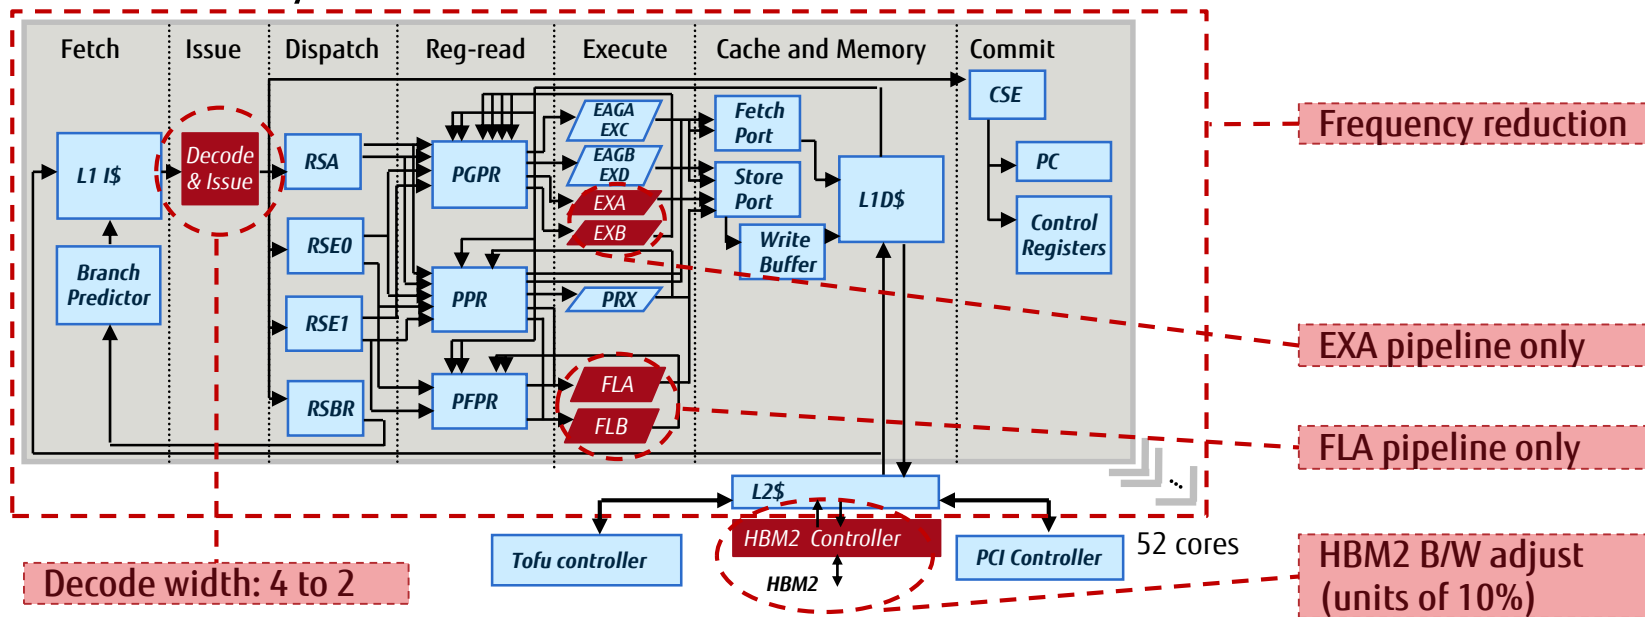 Fetch
Issue
Dispatch
Reg-read
Execute
Cache and Memory
Commit
L1 I$
Branch
Predictor
Decode
& Issue
RSA
RSE0
RSE1
RSBR
PGPR
PPR
PFPR
EAGA
EXC
EAGB
EXD
EXA
EXB
PRX
FLA
FLB
Fetch
Port
Store
Port
Write
Buffer
L1D$
CSE
PC
Control
Registers
...
L2$
HBM2 Controller
HBM2
Tofu controller
PCI Controller
52 cores
Frequency reduction
EXA pipeline only
FLA pipeline only
HBM2 B/W adjust
(units of 10%)
Decode width: 4 to 2